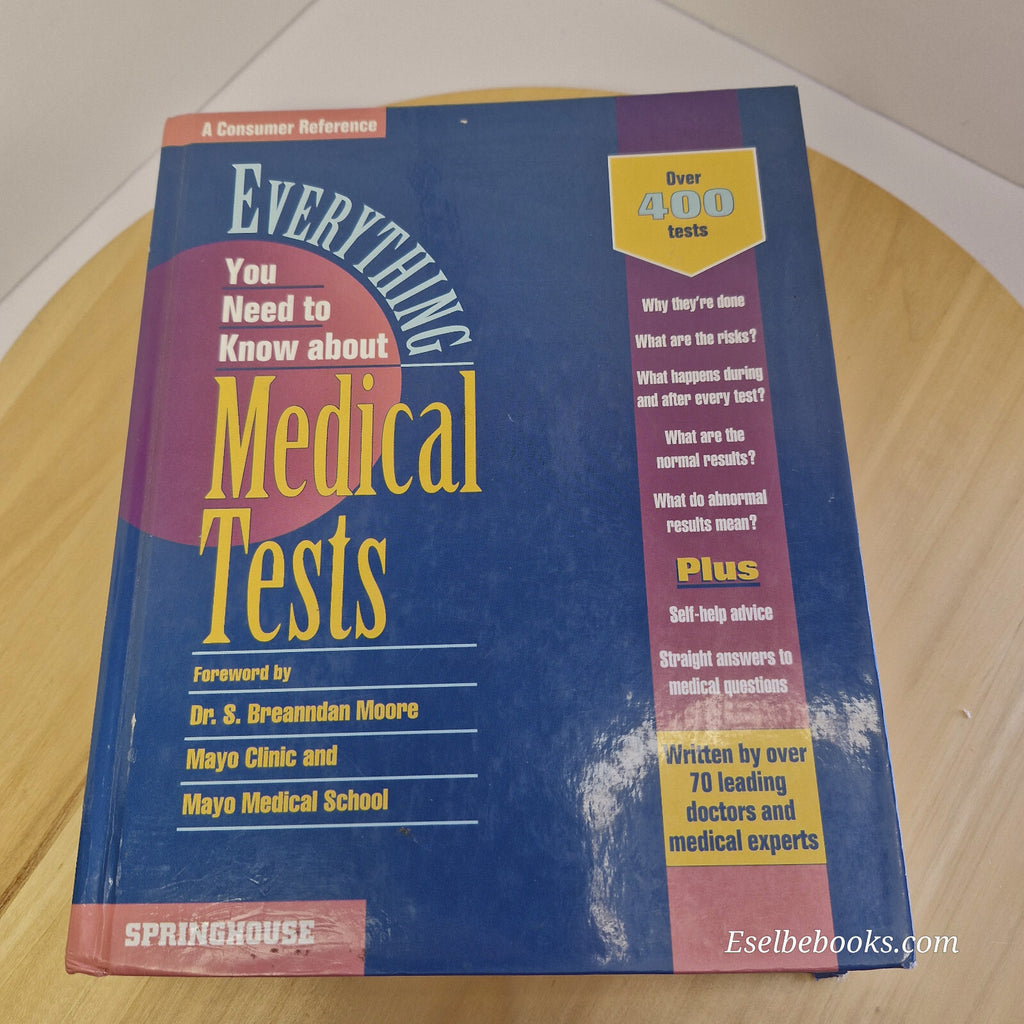 A Consumer Reference
EVERYTHING
You
Need to
Know about
Medical
Tests
Foreword by
Dr. S. Breanndan Moore
Mayo Clinic and
Mayo Medical School
SPRINGHOUSE
Over
400
tests
Why they're done
What are the risks?
What happens during
and after every test?
What are the
normal results?
What do abnormal
results mean?
Plus
Self-help advice
Straight answers to
medical questions
Written by over
70 leading
doctors and
medical experts
Eselbebooks.com